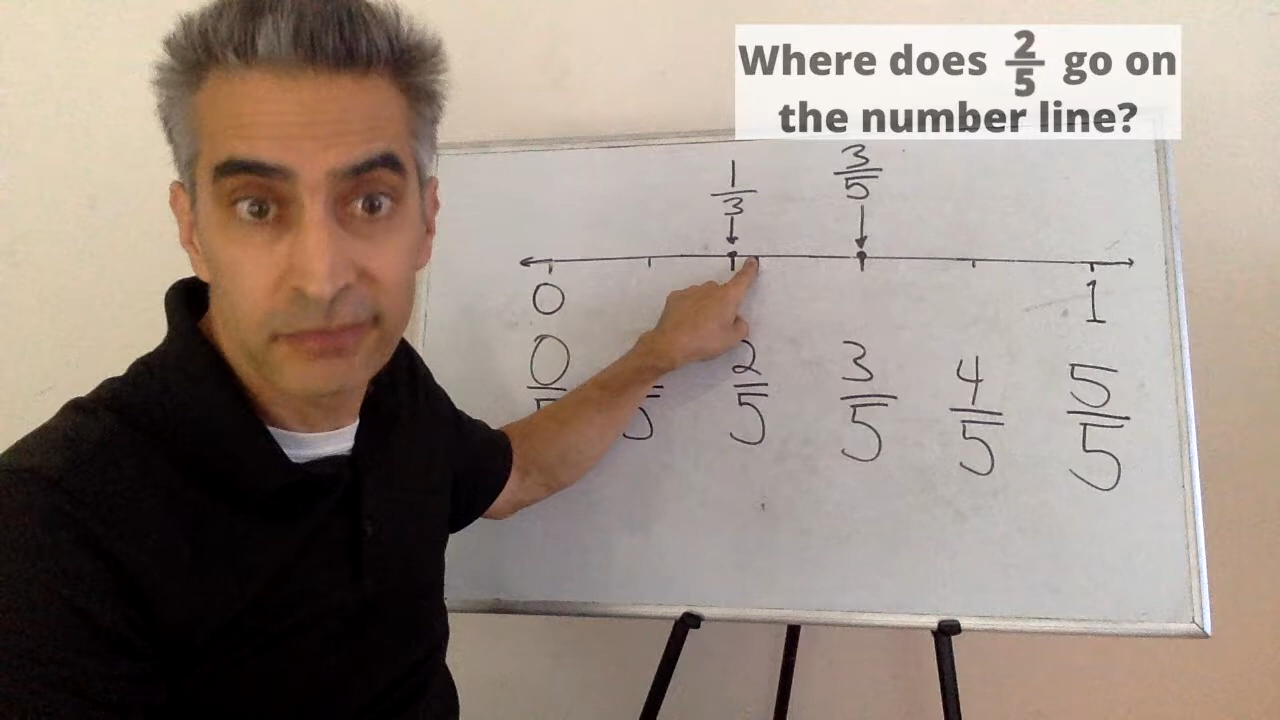 Where does 2/5 go on
the number line?
1/3 3/5
0 1
0/5 5 2/5 3/5 4/5 5/5